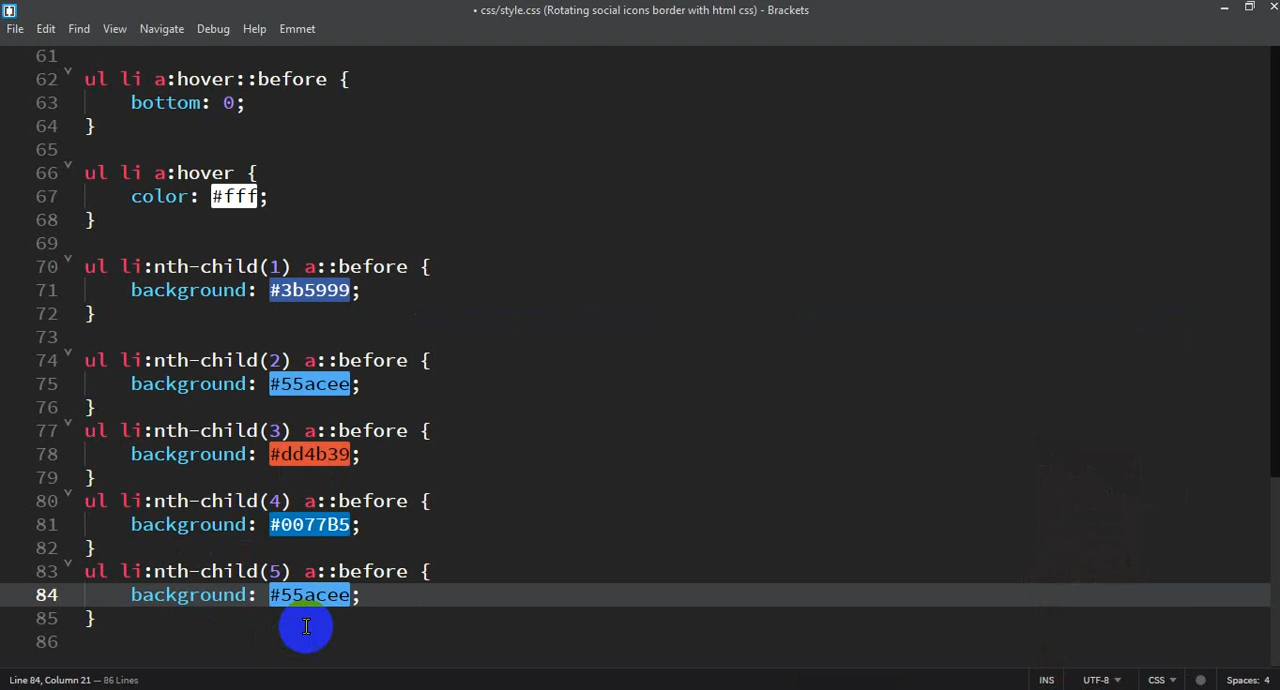 • css/style.css (Rotating social icons border with html css) - Brackets
File Edit Find View Navigate Debug Help Emmet
61
62 ul li a:hover::before {
63 bottom: 0;
64 }
65
66 ul li a:hover {
67 color: #fff;
68 }
69
70 ul li:nth-child(1) a::before {
71 background: #3b5999;
72 }
73
74 ul li:nth-child(2) a::before {
75 background: #55acee;
76 }
77 ul li:nth-child(3) a::before {
78 background: #dd4b39;
79 }
80 ul li:nth-child(4) a::before {
81 background: #0077B5;
82 }
83 ul li:nth-child(5) a::before {
84 background: #55acee;
85 }
86
Line 84, Column 21 — 86 Lines INS UTF-8 CSS Spaces: 4